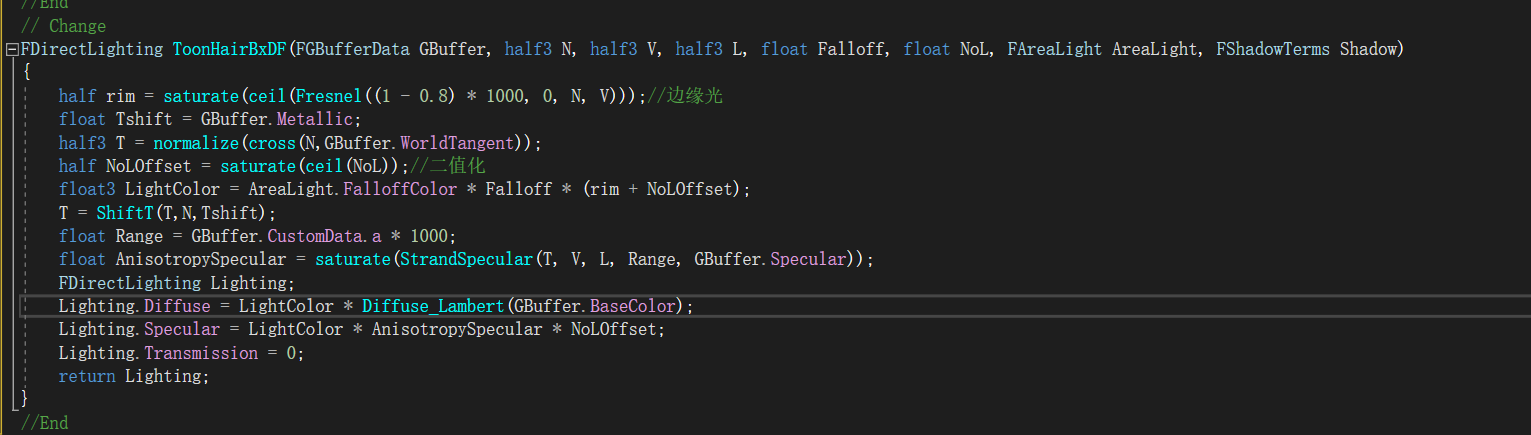 //End
// Change
FDirectLighting ToonHairBxDF(FGBufferData GBuffer, half3 N, half3 V, half3 L, float Falloff, float NoL, FAreaLight AreaLight, FShadowTerms Shadow)
{
half rim = saturate(ceil(Fresnel((1 - 0.8) * 1000, 0, N, V)));//边缘光
float Tshift = GBuffer.Metallic;
half3 T = normalize(cross(N,GBuffer.WorldTangent));
half NoLOffset = saturate(ceil(NoL));//二值化
float3 LightColor = AreaLight.FalloffColor * Falloff * (rim + NoLOffset);
T = ShiftT(T,N,Tshift);
float Range = GBuffer.CustomData.a * 1000;
float AnisotropySpecular = saturate(StrandSpecular(T, V, L, Range, GBuffer.Specular));
FDirectLighting Lighting;
Lighting.Diffuse = LightColor * Diffuse_Lambert(GBuffer.BaseColor);
Lighting.Specular = LightColor * AnisotropySpecular * NoLOffset;
Lighting.Transmission = 0;
return Lighting;
}
//End